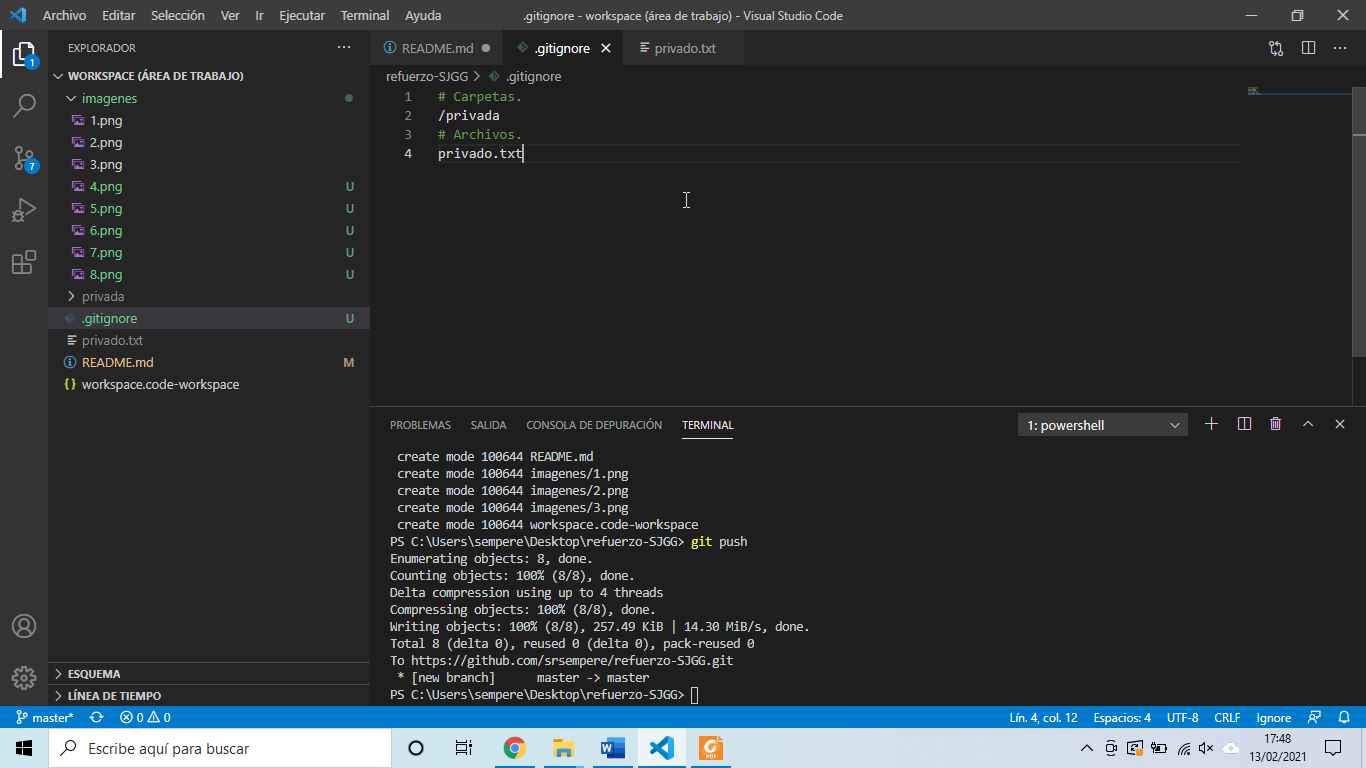 Archivo Editar Selección Ver Ir Ejecutar Terminal Ayuda .gitignore - workspace (área de trabajo) - Visual Studio Code
EXPLORADOR ···
README.md
.gitignore
privado.txt
WORKSPACE (ÁREA DE TRABAJO)
imagenes
1.png
2.png
3.png
4.png U
5.png U
6.png U
7.png U
8.png U
privada
.gitignore U
privado.txt
README.md M
workspace.code-workspace
ESQUEMA
LÍNEA DE TIEMPO
1
7
refuerzo-SJGG > .gitignore
1 # Carpetas.
2 /privada
3 # Archivos.
4 privado.txt
PROBLEMAS SALIDA CONSOLA DE DEPURACIÓN TERMINAL 1: powershell
create mode 100644 README.md
create mode 100644 imagenes/1.png
create mode 100644 imagenes/2.png
create mode 100644 imagenes/3.png
create mode 100644 workspace.code-workspace
PS C:\Users\sempere\Desktop\refuerzo-SJGG> git push
Enumerating objects: 8, done.
Counting objects: 100% (8/8), done.
Delta compression using up to 4 threads
Compressing objects: 100% (8/8), done.
Writing objects: 100% (8/8), 257.49 KiB | 14.30 MiB/s, done.
Total 8 (delta 0), reused 0 (delta 0), pack-reused 0
To https://github.com/srsempere/refuerzo-SJGG.git
* [new branch] master -> master
PS C:\Users\sempere\Desktop\refuerzo-SJGG>
master* 0 0 Lín. 4, col. 12 Espacios: 4 UTF-8 CRLF Ignore
Escribe aquí para buscar
PDF
17:48
13/02/2021